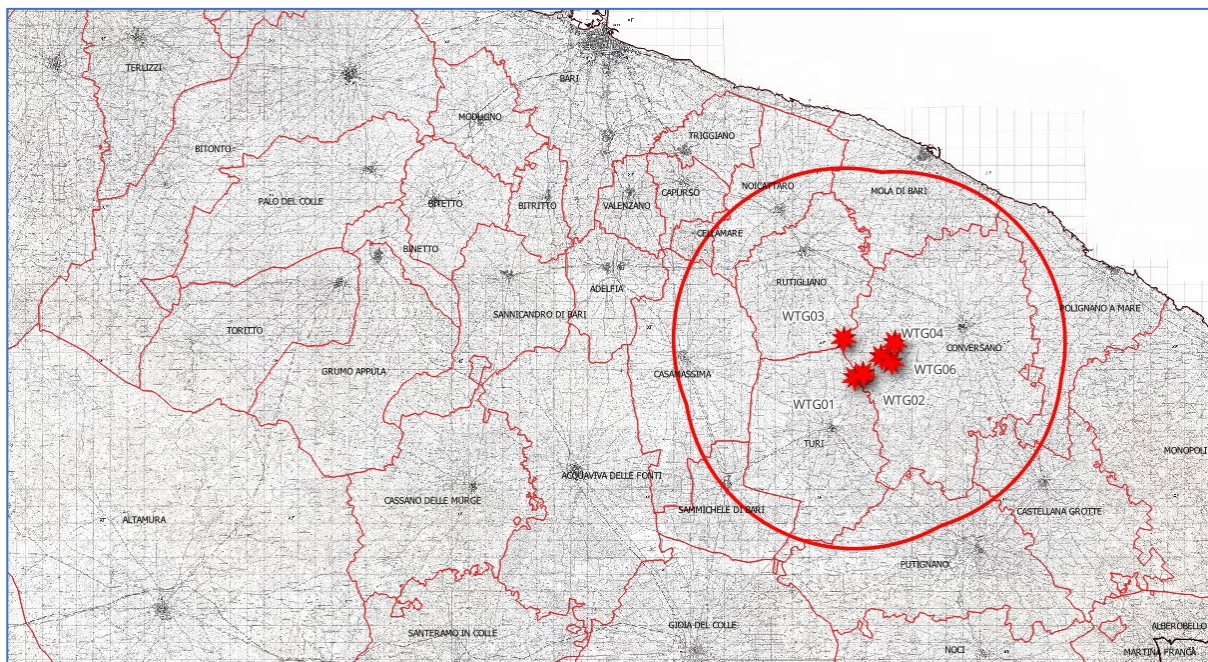 TERLIZZI
BARI
MODUGNO
TRIGGIANO
BITONTO
NOICATTARO
MOLA DI BARI
PALO DEL COLLE
BITETTO
BITRITTO
VALENZANO
CAPURSO
CELLAMARE
BINETTO
RUTIGLIANO
ADELFIA
POLIGNANO A MARE
SANNICANDRO DI BARI
WTG03
TORITTO
WTG04
CONVERSANO
GRUMO APPULA
CASAMASSIMA
WTG06
WTG01
WTG02
TURI
MONOPOLI
ACQUAVIVA DELLE FONTI
CASSANO DELLE MURGE
SAMMICHELE DI BARI
CASTELLANA GROTTE
ALTAMURA
PUTIGNANO
GIOIA DEL COLLE
ALBEROBELLO
SANTERAMO IN COLLE
NOCI
MARTINA FRANCA